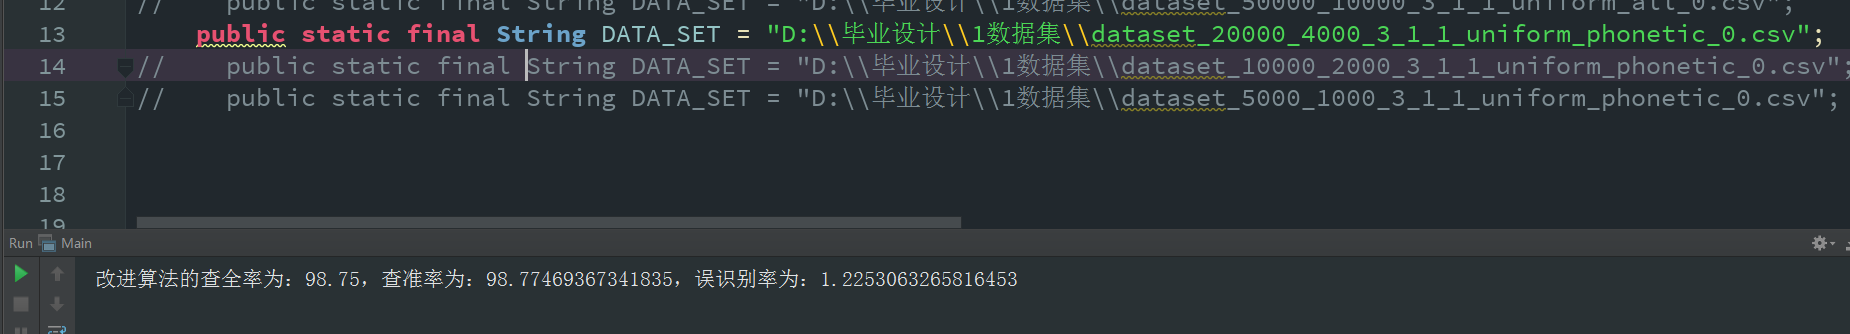 12 //    public static final String DATA_SET = "D:\\毕业设计\\1数据集\\dataset_50000_10000_3_1_1_uniform_all_0.csv";
13     public static final String DATA_SET = "D:\\毕业设计\\1数据集\\dataset_20000_4000_3_1_1_uniform_phonetic_0.csv";
14 //    public static final String DATA_SET = "D:\\毕业设计\\1数据集\\dataset_10000_2000_3_1_1_uniform_phonetic_0.csv";
15 //    public static final String DATA_SET = "D:\\毕业设计\\1数据集\\dataset_5000_1000_3_1_1_uniform_phonetic_0.csv";
16
17
18
19
Run Main
改进算法的查全率为：98.75，查准率为：98.77469367341835，误识别率为：1.2253063265816453